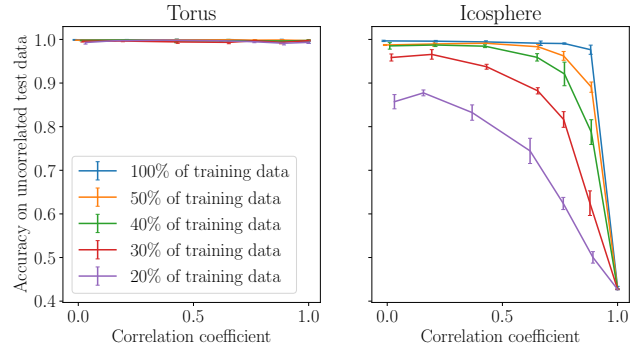 Torus
Icosphere
Accuracy on uncorrelated test data
1.0
0.9
0.8
0.7
0.6
0.5
0.4
100% of training data
50% of training data
40% of training data
30% of training data
20% of training data
0.0
0.5
1.0
0.0
0.5
1.0
Correlation coefficient
Correlation coefficient